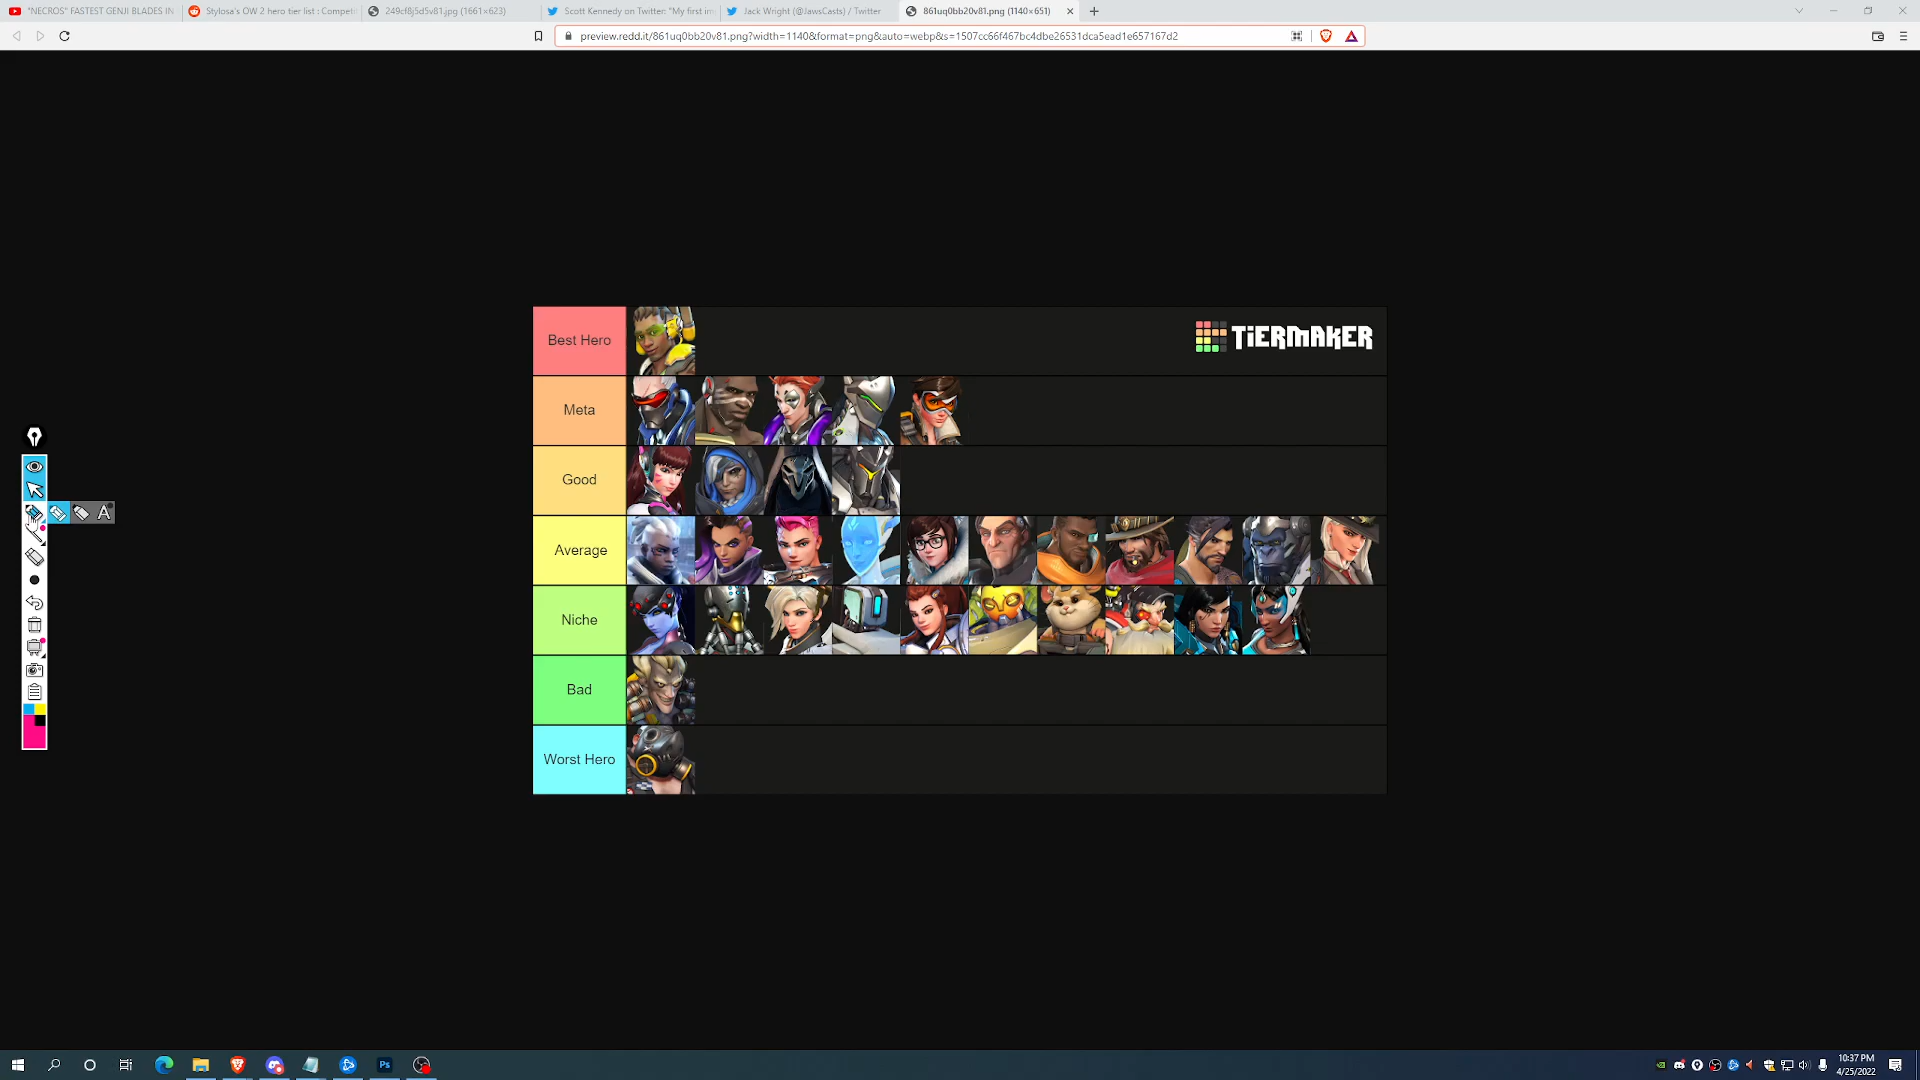 "NECROS" FASTEST GENJI BLADES IN
Stylosa's OW 2 hero tier list : Competi
249cf8j5d5v81.jpg (1661×623)
Scott Kennedy on Twitter: "My first im
Jack Wright (@JawsCasts) / Twitter
861uq0bb20v81.png (1140×651)
preview.redd.it/861uq0bb20v81.png?width=1140&format=png&auto=webp&s=1507cc66f467bc4dbe26531dca5ead1e657167d2
Best Hero
TiERMAKER
Meta
Good
A
Average
Niche
Bad
Worst Hero
Ps
10:37 PM
4/25/2022